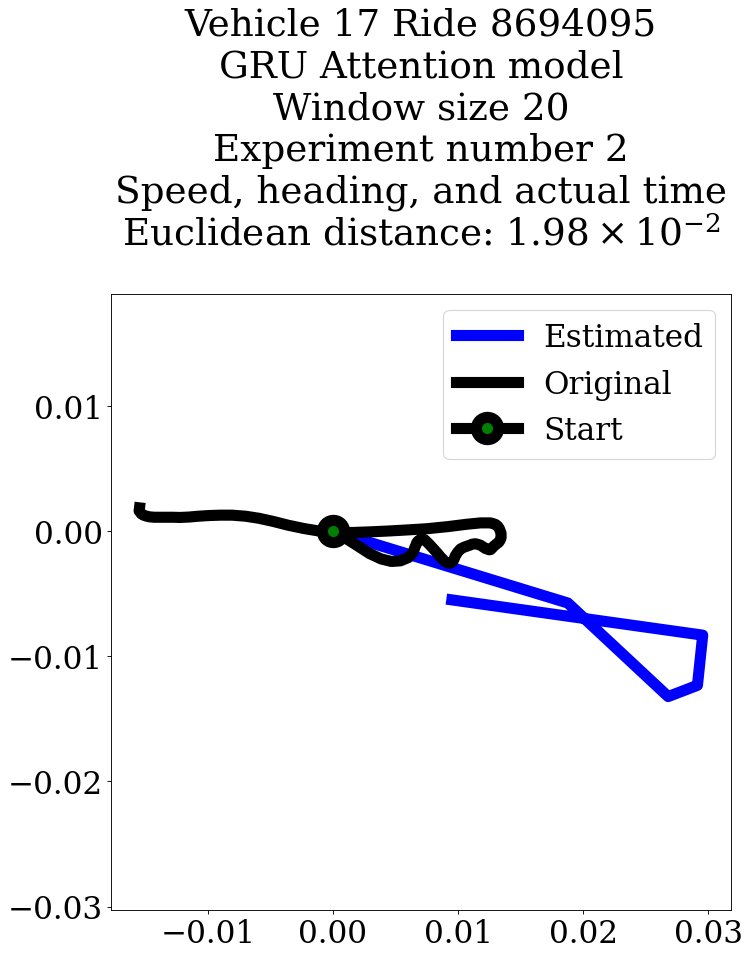 Vehicle 17 Ride 8694095
GRU Attention model
Window size 20
Experiment number 2
Speed, heading, and actual time
Euclidean distance: 1.98 × 10⁻²
Estimated
Original
Start
0.01
0.00
−0.01
−0.02
−0.03
−0.01 0.00 0.01 0.02 0.03